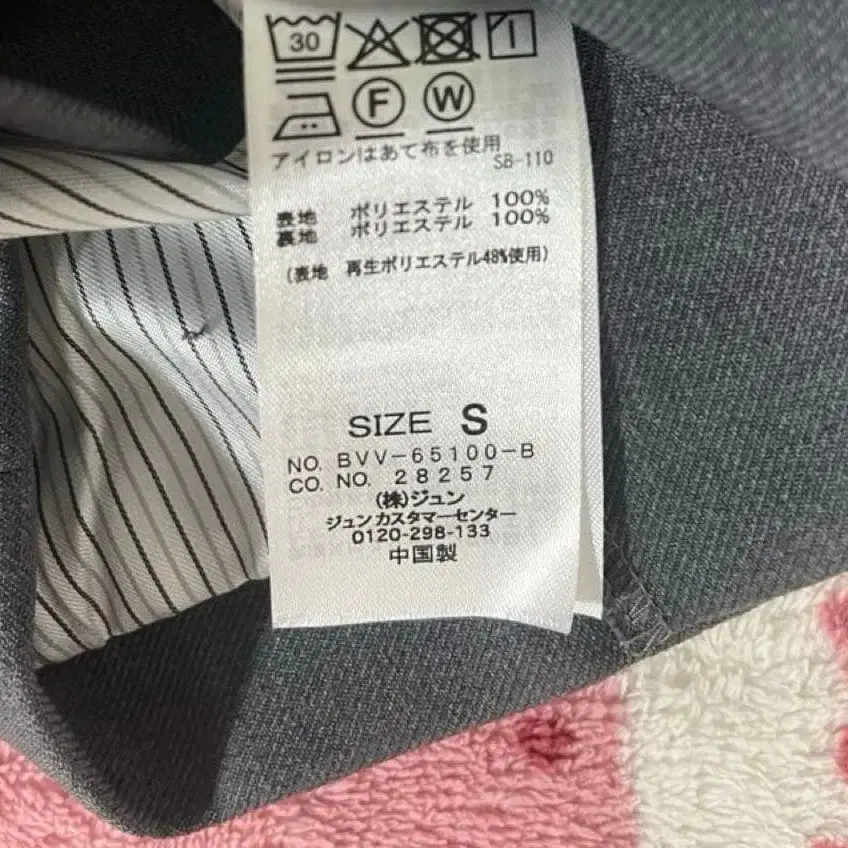 30
F W
アイロンはあて布を使用
SB-110
表地 ポリエステル 100%
裏地 ポリエステル 100%
(表地 再生ポリエステル48%使用)
SIZE S
NO. BVV-65100-B
CO. NO. 28257
(株)ジュン
ジュンカスタマーセンター
0120-298-133
中国製